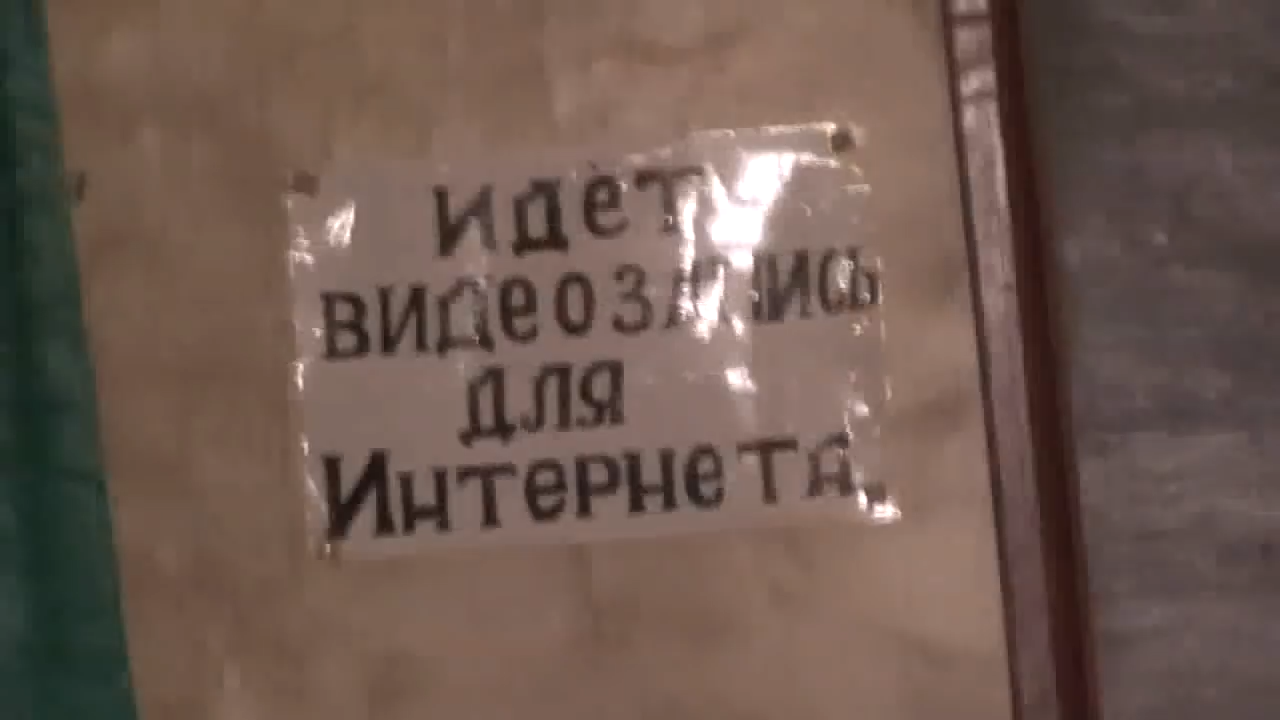 идёт
видеозапись
для
Интернета.